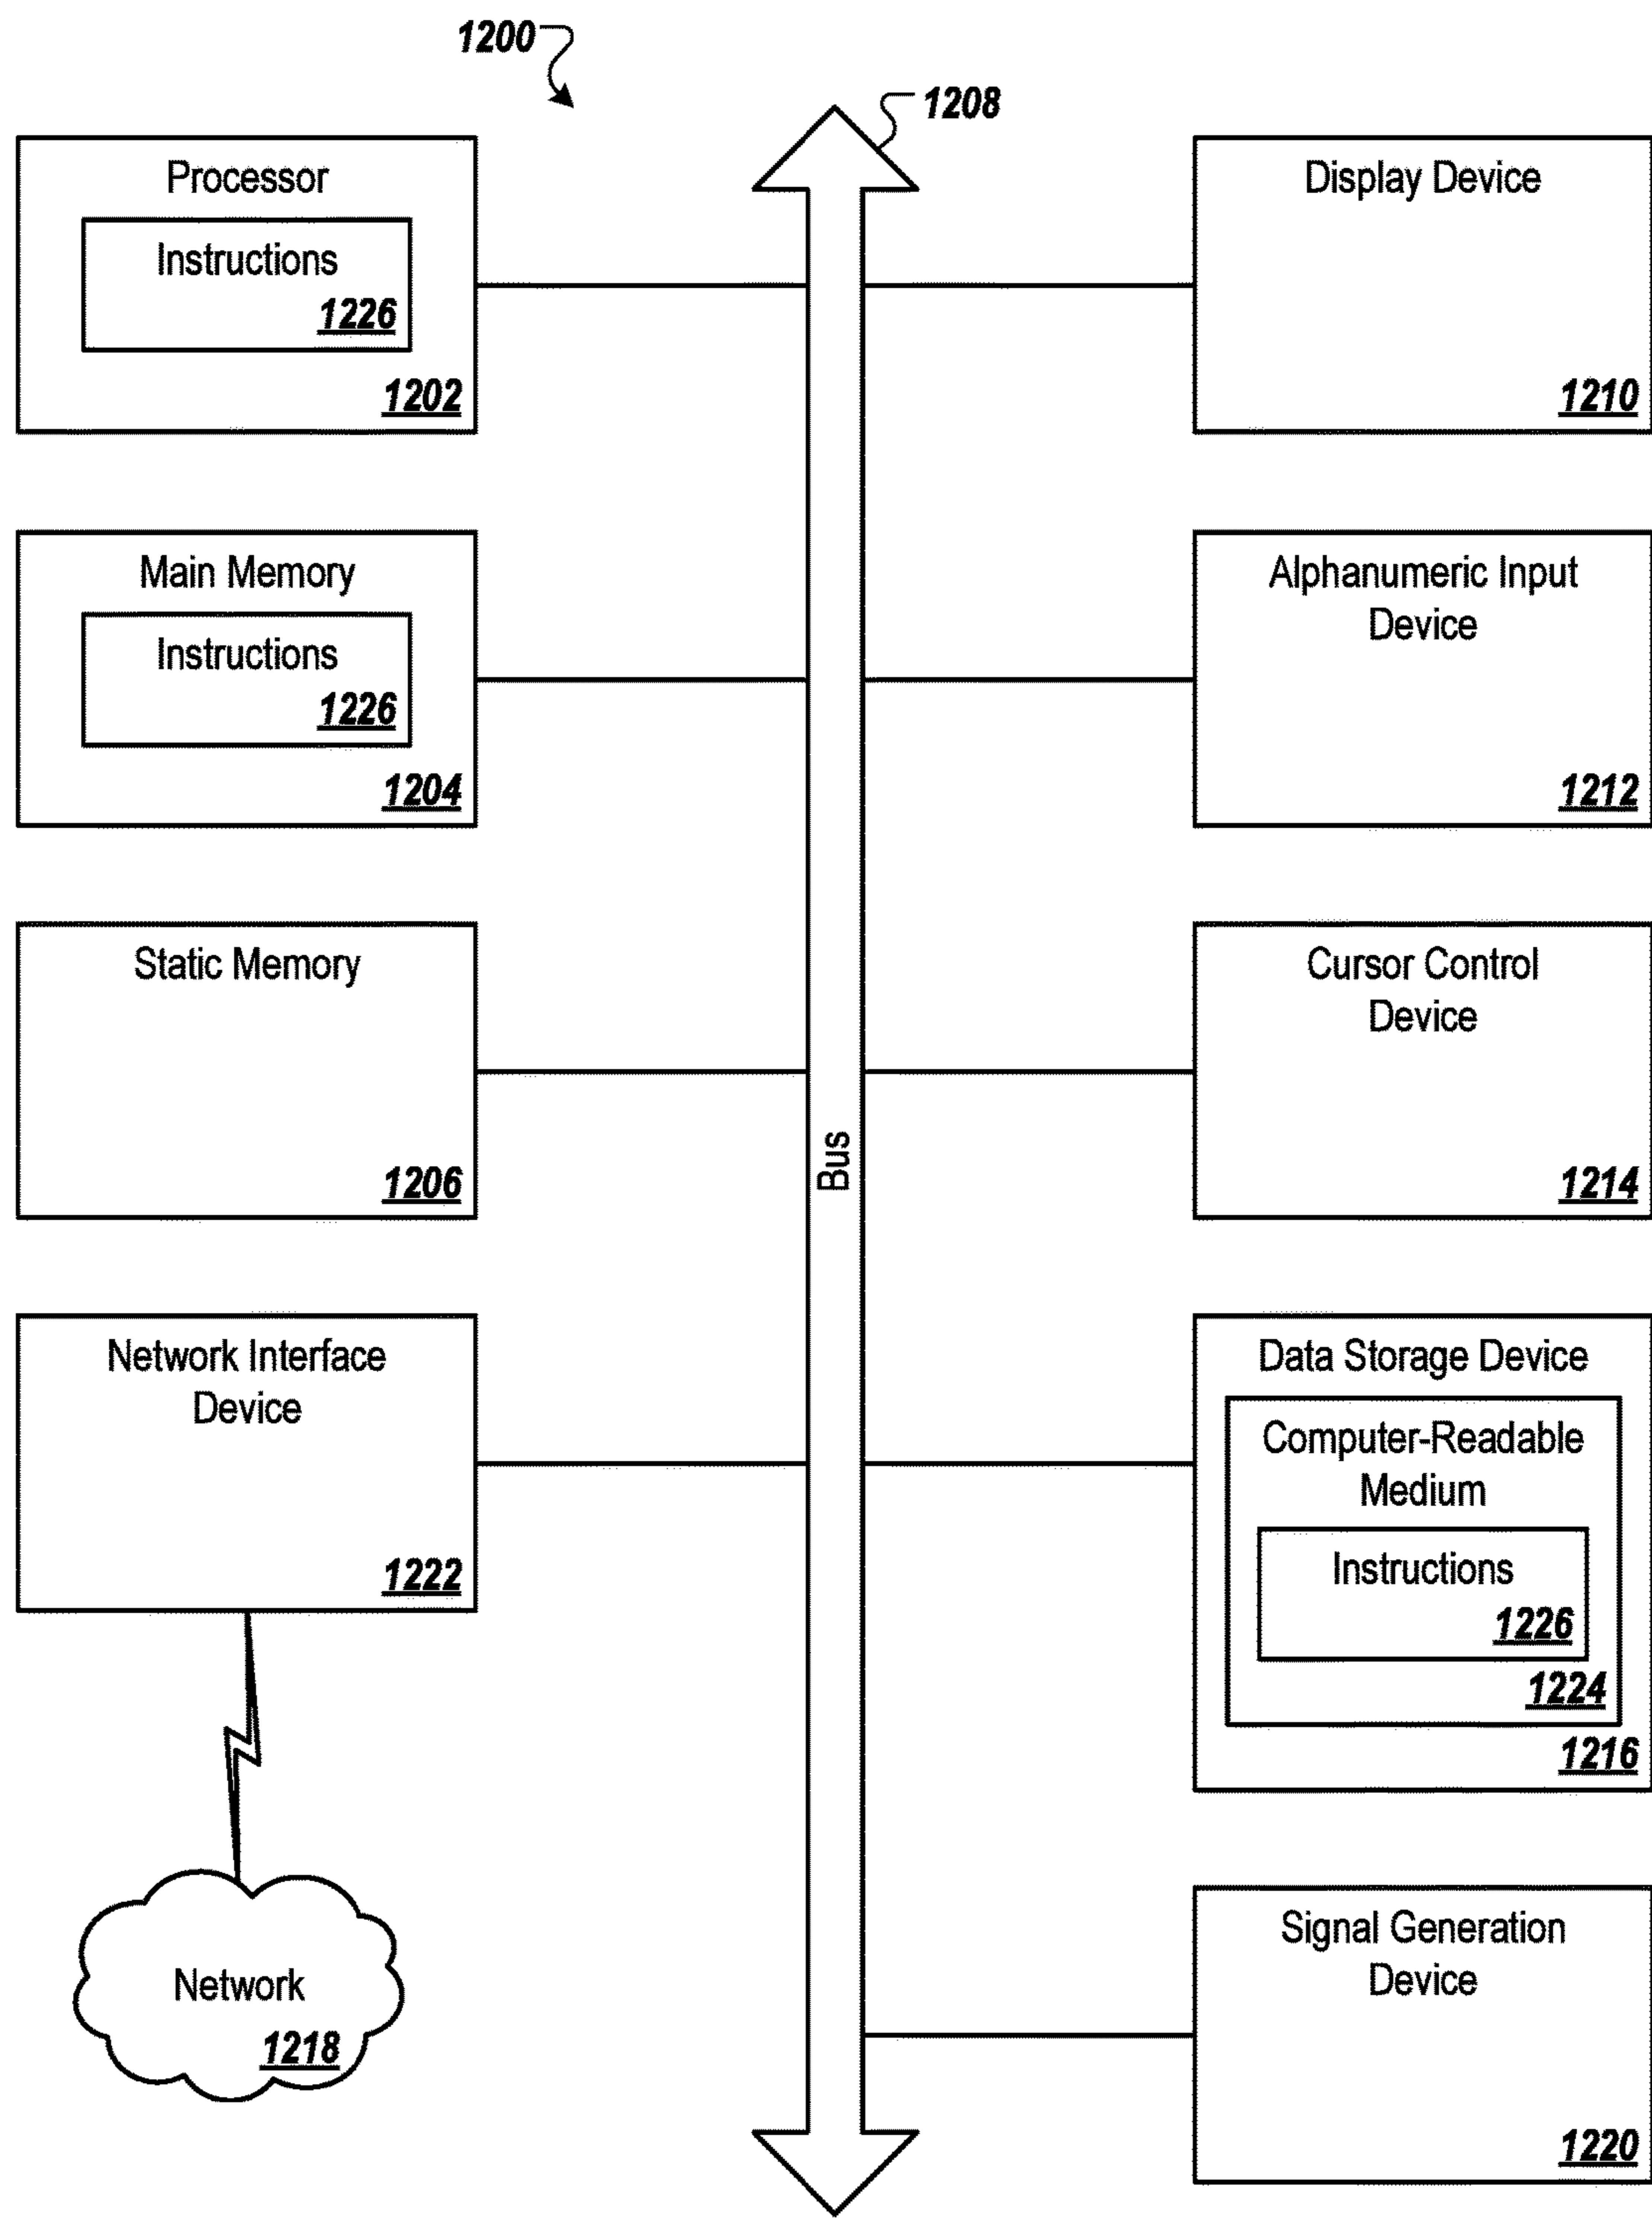 1200
1208
Processor
Instructions
1226
1202
Main Memory
Instructions
1226
1204
Static Memory
1206
Network Interface
Device
1222
Network
1218
Bus
Display Device
1210
Alphanumeric Input
Device
1212
Cursor Control
Device
1214
Data Storage Device
Computer-Readable
Medium
Instructions
1226
1224
1216
Signal Generation
Device
1220